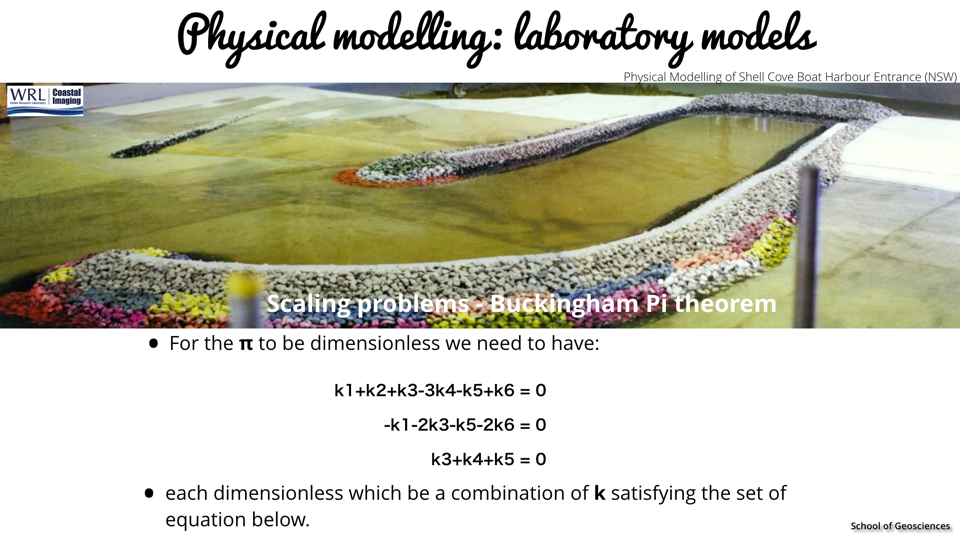 Physical modelling: laboratory models
Physical Modelling of Shell Cove Boat Harbour Entrance (NSW)
WRL Coastal
Imaging
Scaling problems - Buckingham Pi theorem
• For the π to be dimensionless we need to have:
k1+k2+k3-3k4-k5+k6 = 0
-k1-2k3-k5-2k6 = 0
k3+k4+k5 = 0
• each dimensionless which be a combination of k satisfying the set of
equation below.
School of Geosciences